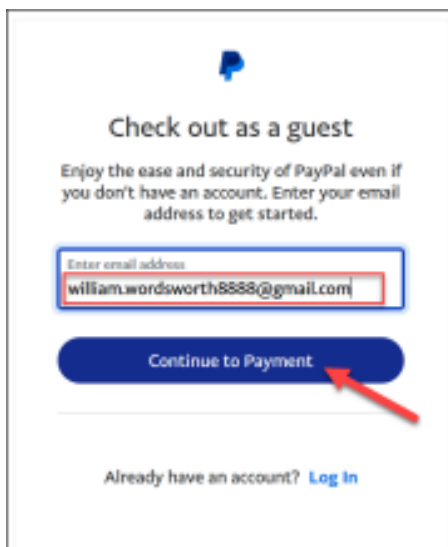 Check out as a guest
Enjoy the ease and security of PayPal even if
you don't have an account. Enter your email
address to get started.
Enter email address
william.wordsworth8888@gmail.com
Continue to Payment
Already have an account? Log In